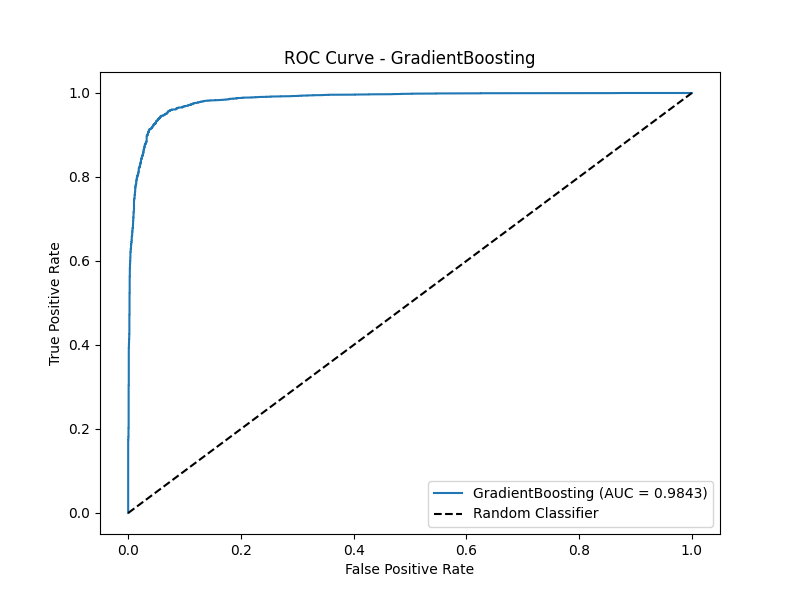 ROC Curve - GradientBoosting
True Positive Rate
1.0
0.8
0.6
0.4
0.2
0.0
0.0 0.2 0.4 0.6 0.8 1.0
False Positive Rate
GradientBoosting (AUC = 0.9843)
Random Classifier